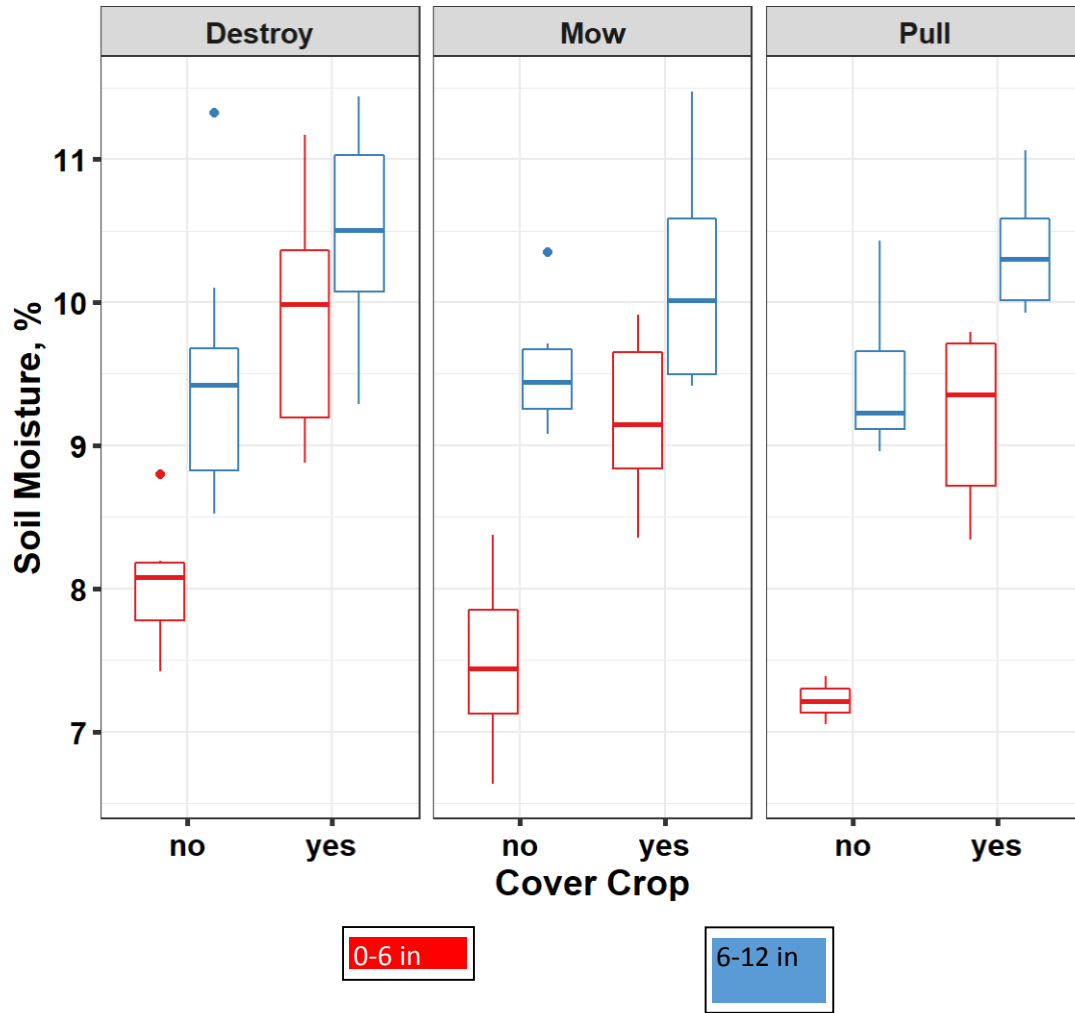 Destroy Mow Pull
Soil Moisture, %
11
10
9
8
7
no yes no yes no yes
Cover Crop
0-6 in 6-12 in